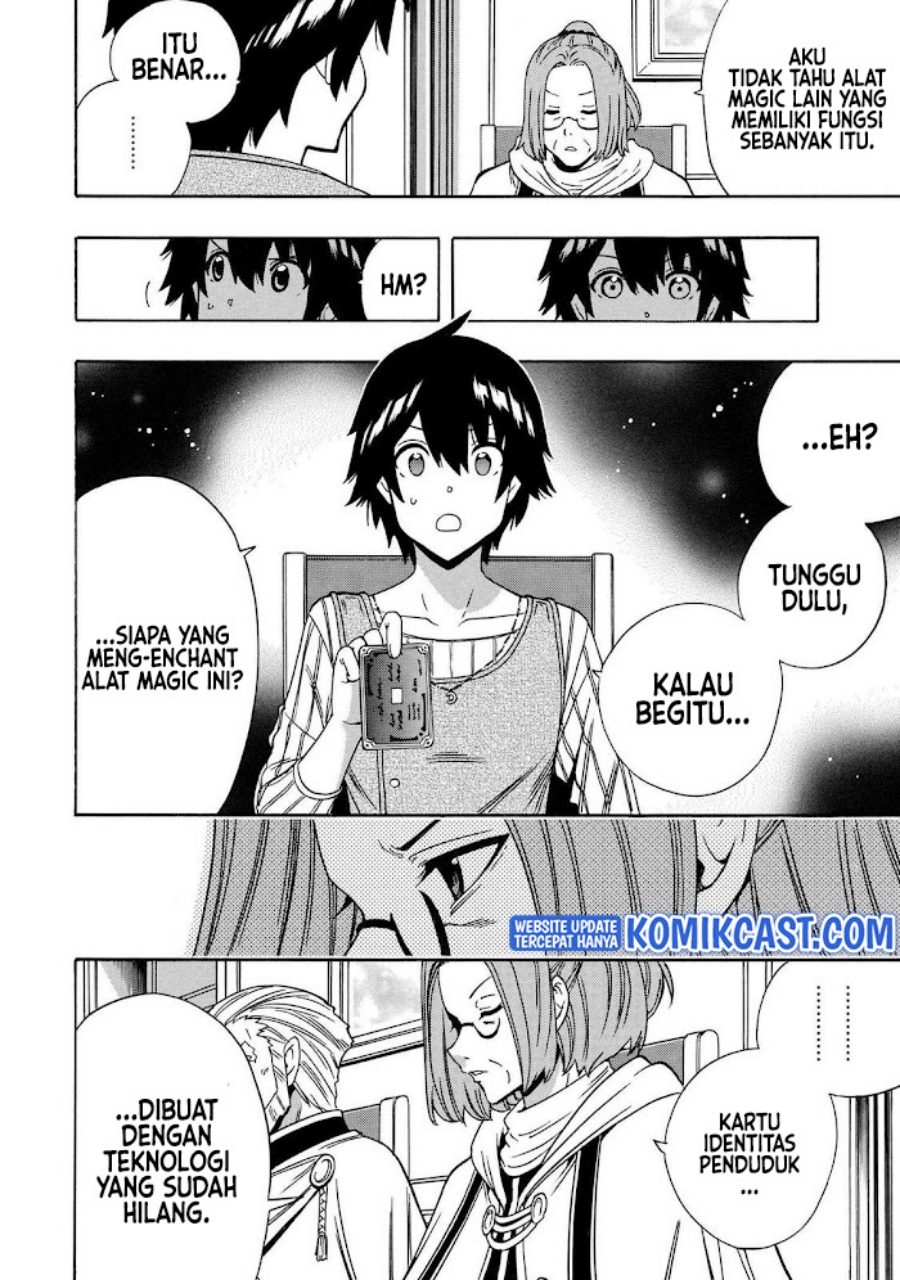 AKU
TIDAK TAHU ALAT
MAGIC LAIN YANG
MEMILIKI FUNGSI
SEBANYAK ITU.
ITU
BENAR...
.......
HM?
...EH?
TUNGGU
DULU,
KALAU
BEGITU...
...SIAPA YANG
MENG-ENCHANT
ALAT MAGIC INI?
WEBSITE UPDATE
TERCEPAT HANYA
KOMIKCAST.COM
KARTU
IDENTITAS
PENDUDUK
...
...DIBUAT
DENGAN
TEKNOLOGI
YANG SUDAH
HILANG.